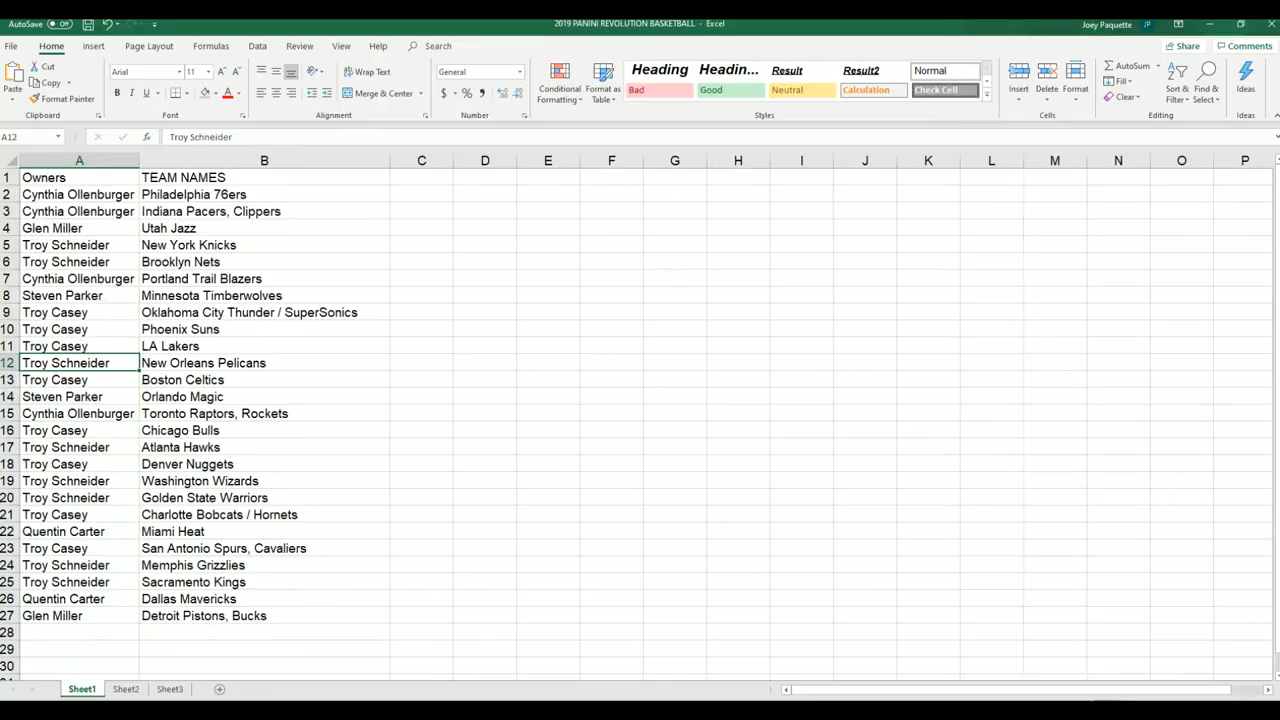 AutoSave Off 2019 PANINI REVOLUTION BASKETBALL - Excel Joey Paquette JP
File Home Insert Page Layout Formulas Data Review View Help Search Share Comments
Paste Cut Copy Format Painter Clipboard
Arial 11 A A B I U A Font
Wrap Text Merge & Center Alignment
General $ % , Number
Conditional Formatting Format as Table
Heading Headin... Result Result2 Normal
Bad Good Neutral Calculation Check Cell
Styles
Insert Delete Format Cells
AutoSum Fill Clear Sort & Filter Find & Select Editing
Ideas Ideas
A12 fx Troy Schneider
A B C D E F G H I J K L M N O P
1 Owners TEAM NAMES
2 Cynthia Ollenburger Philadelphia 76ers
3 Cynthia Ollenburger Indiana Pacers, Clippers
4 Glen Miller Utah Jazz
5 Troy Schneider New York Knicks
6 Troy Schneider Brooklyn Nets
7 Cynthia Ollenburger Portland Trail Blazers
8 Steven Parker Minnesota Timberwolves
9 Troy Casey Oklahoma City Thunder / SuperSonics
10 Troy Casey Phoenix Suns
11 Troy Casey LA Lakers
12 Troy Schneider New Orleans Pelicans
13 Troy Casey Boston Celtics
14 Steven Parker Orlando Magic
15 Cynthia Ollenburger Toronto Raptors, Rockets
16 Troy Casey Chicago Bulls
17 Troy Schneider Atlanta Hawks
18 Troy Casey Denver Nuggets
19 Troy Schneider Washington Wizards
20 Troy Schneider Golden State Warriors
21 Troy Casey Charlotte Bobcats / Hornets
22 Quentin Carter Miami Heat
23 Troy Casey San Antonio Spurs, Cavaliers
24 Troy Schneider Memphis Grizzlies
25 Troy Schneider Sacramento Kings
26 Quentin Carter Dallas Mavericks
27 Glen Miller Detroit Pistons, Bucks
28
29
30
Sheet1 Sheet2 Sheet3